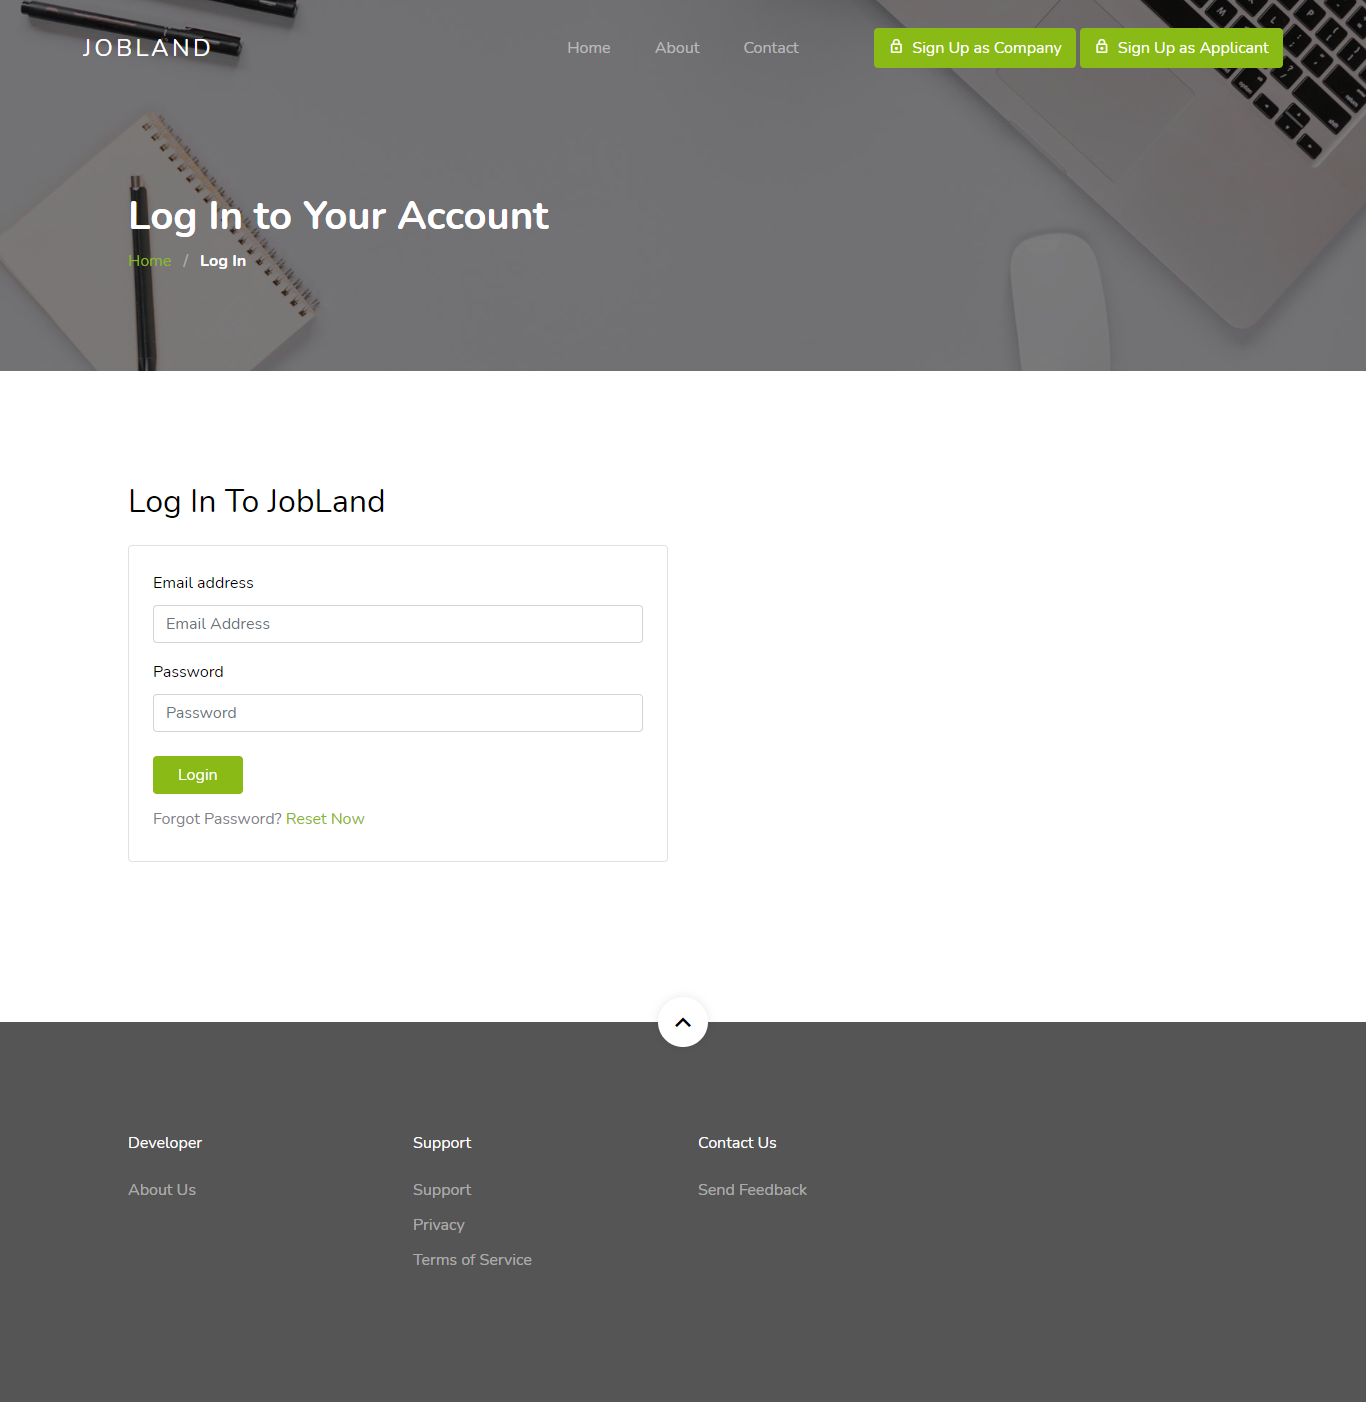 JOBLAND
Home
About
Contact
Sign Up as Company
Sign Up as Applicant
Log In to Your Account
Home / Log In
Log In To JobLand
Email address
Email Address
Password
Password
Login
Forgot Password? Reset Now
Developer
About Us
Support
Support
Privacy
Terms of Service
Contact Us
Send Feedback